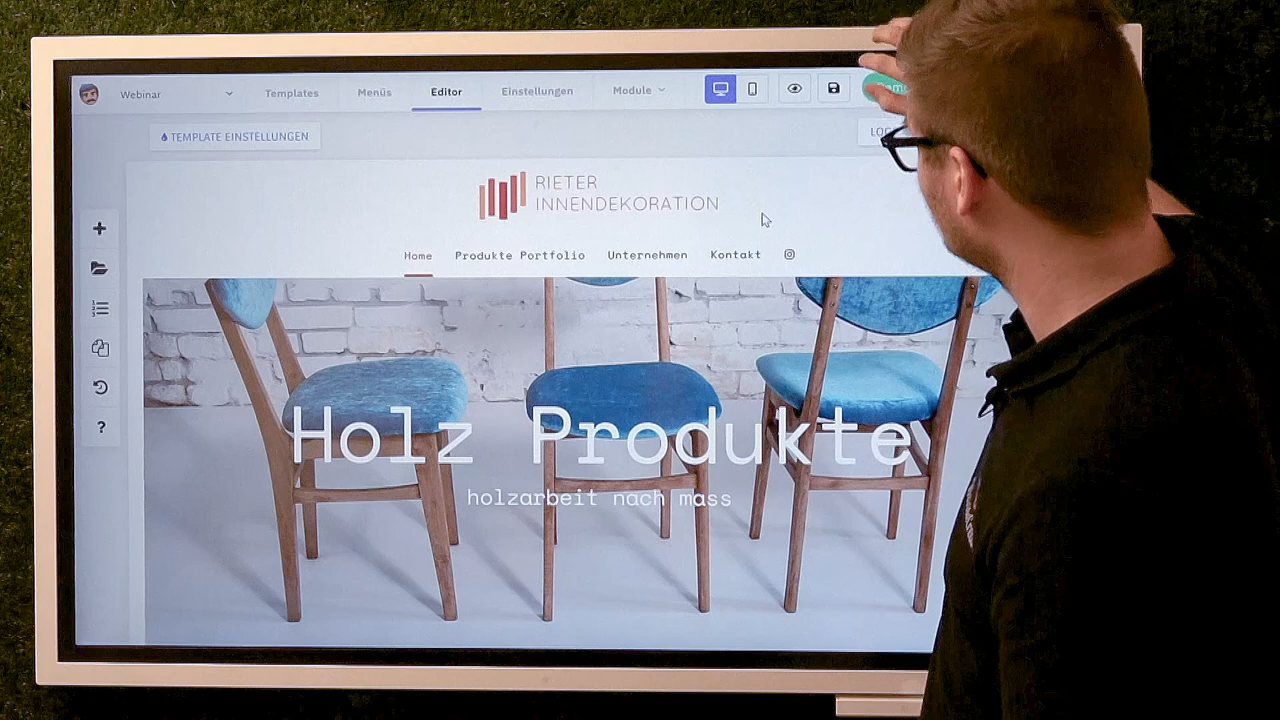 Webinar Templates Menüs Editor Einstellungen Module
TEMPLATE EINSTELLUNGEN
RIETER
INNENDEKORATION
Home Produkte Portfolio Unternehmen Kontakt
?
Holz Produkte
holzarbeit nach mass